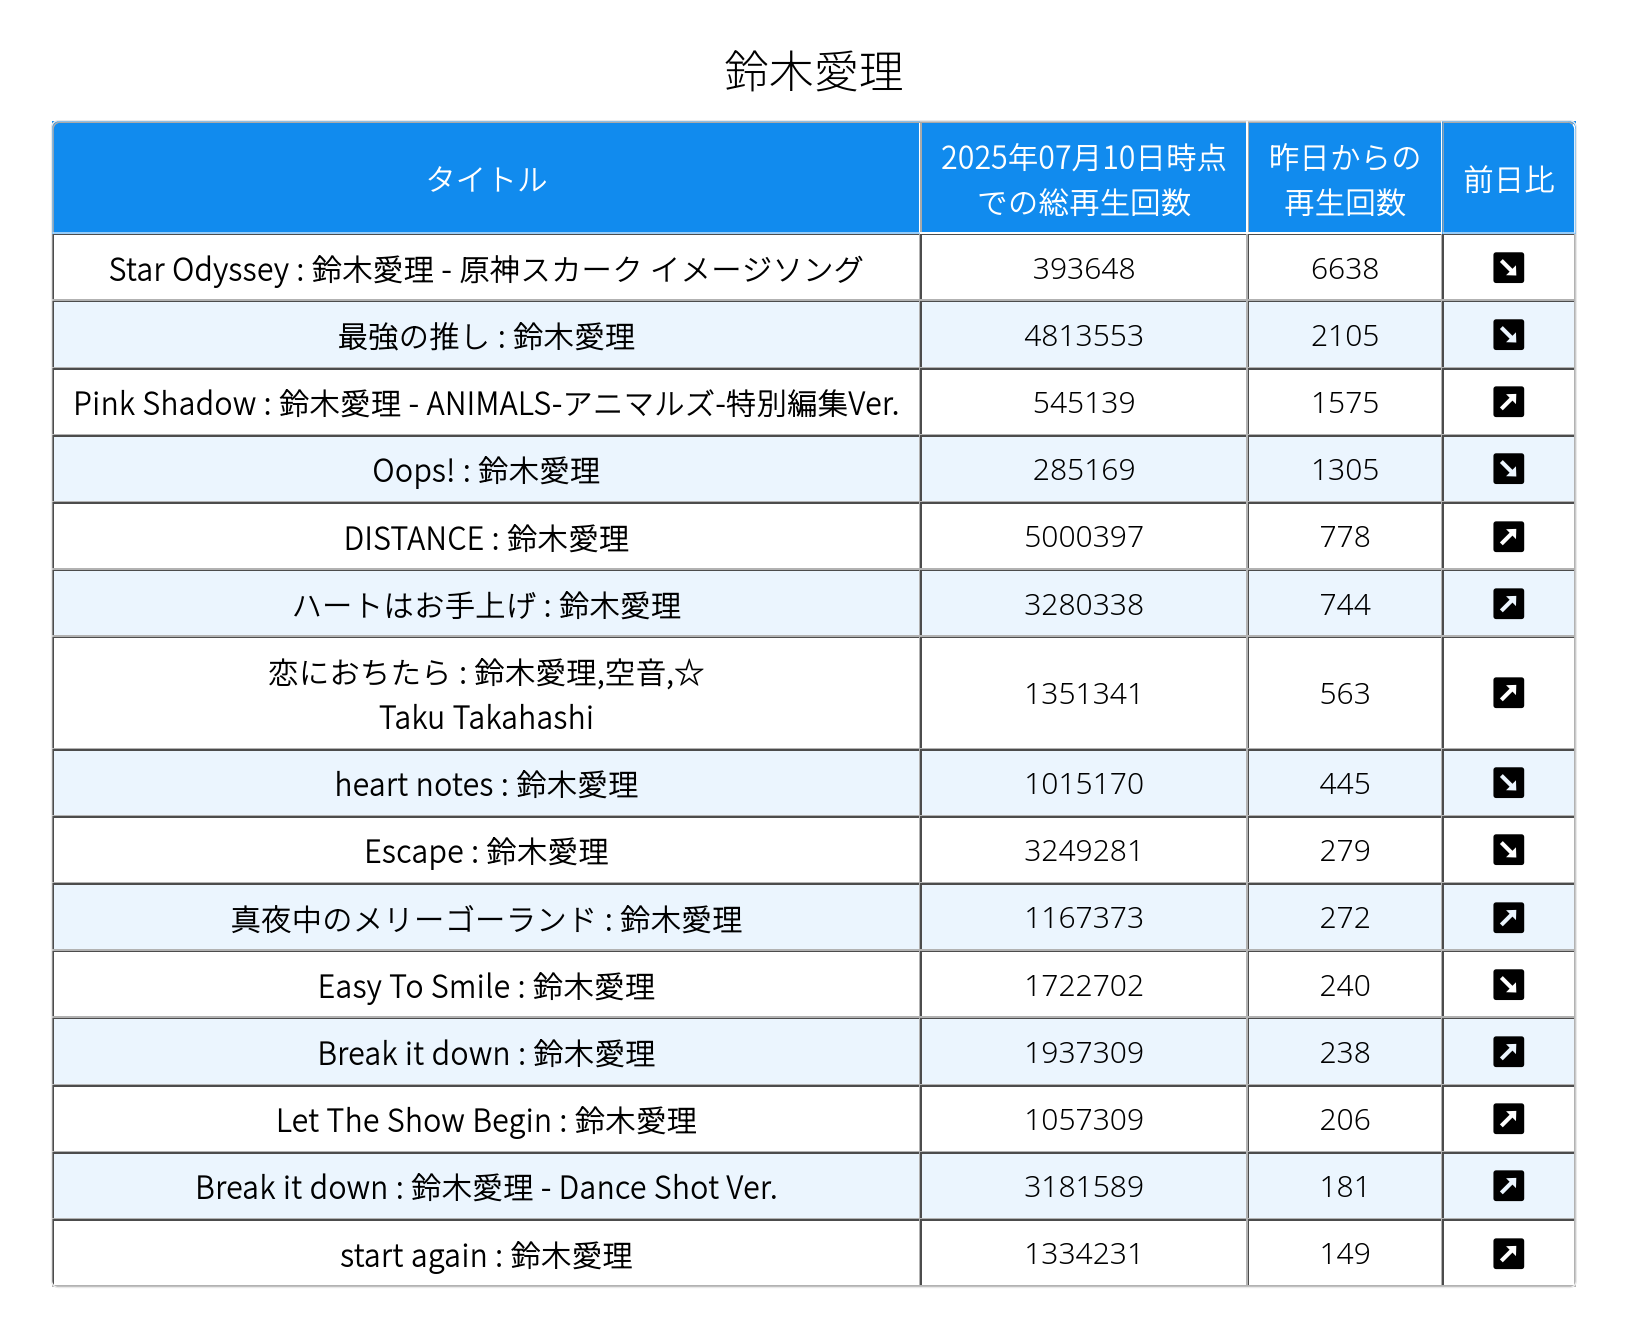 鈴木愛理
タイトル 2025年07月10日時点 昨日からの 前日比
での総再生回数 再生回数
Star Odyssey : 鈴木愛理 - 原神スカーク イメージソング 393648 6638
最強の推し : 鈴木愛理 4813553 2105
Pink Shadow : 鈴木愛理 - ANIMALS-アニマルズ-特別編集Ver. 545139 1575
Oops! : 鈴木愛理 285169 1305
DISTANCE : 鈴木愛理 5000397 778
ハートはお手上げ : 鈴木愛理 3280338 744
恋におちたら : 鈴木愛理,空音,☆
Taku Takahashi 1351341 563
heart notes : 鈴木愛理 1015170 445
Escape : 鈴木愛理 3249281 279
真夜中のメリーゴーランド : 鈴木愛理 1167373 272
Easy To Smile : 鈴木愛理 1722702 240
Break it down : 鈴木愛理 1937309 238
Let The Show Begin : 鈴木愛理 1057309 206
Break it down : 鈴木愛理 - Dance Shot Ver. 3181589 181
start again : 鈴木愛理 1334231 149